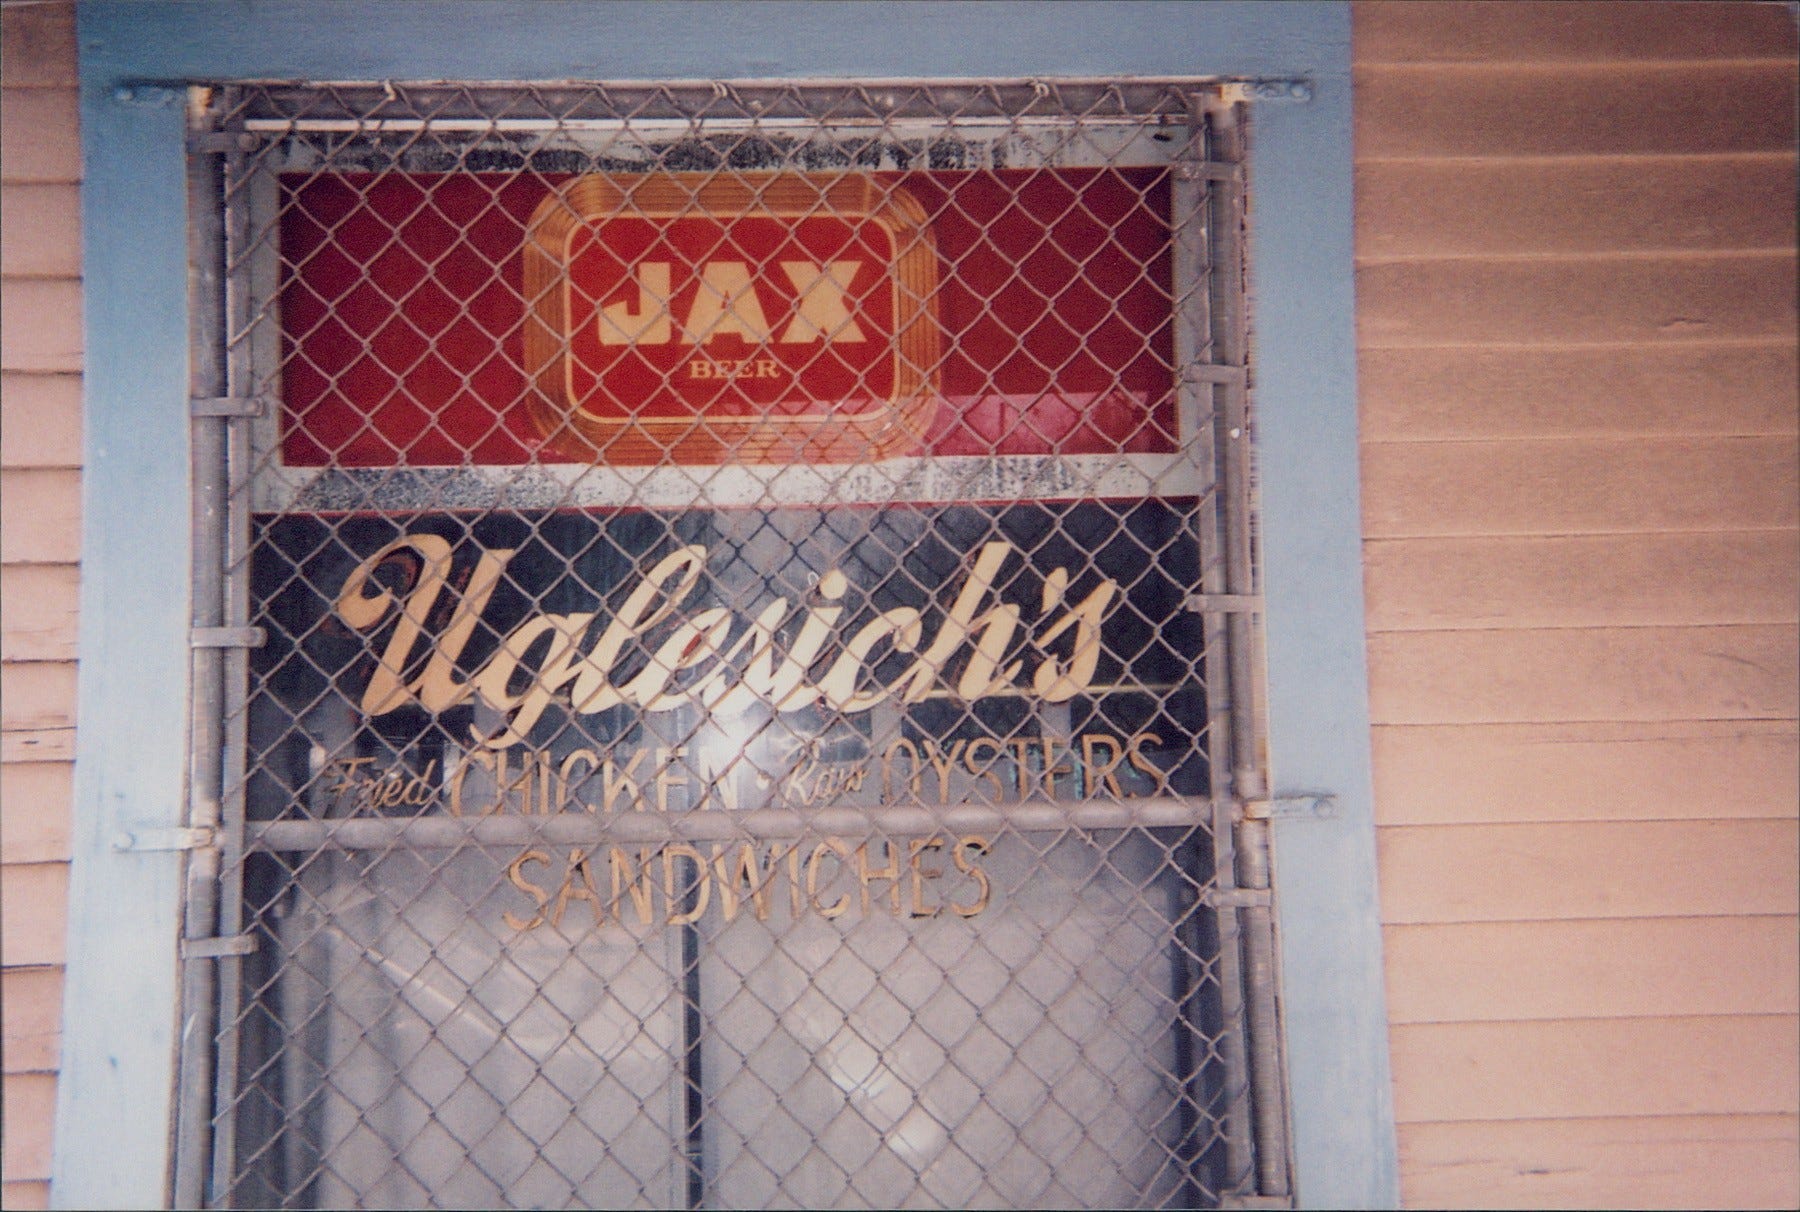 JAX
BEER
Uglesich's
Fried CHICKEN · Raw OYSTERS
SANDWICHES